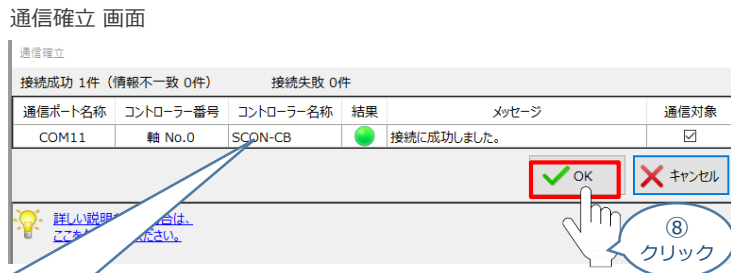 通信確立 画面
通信確立
接続成功 1件（情報不一致 0件） 接続失敗 0件
通信ポート名称 コントローラー番号 コントローラー名称 結果 メッセージ 通信対象
COM11 軸 No.0 SCON-CB 接続に成功しました。
OK キャンセル
詳しい説明 合は、
ここを ださい。
⑧
クリック